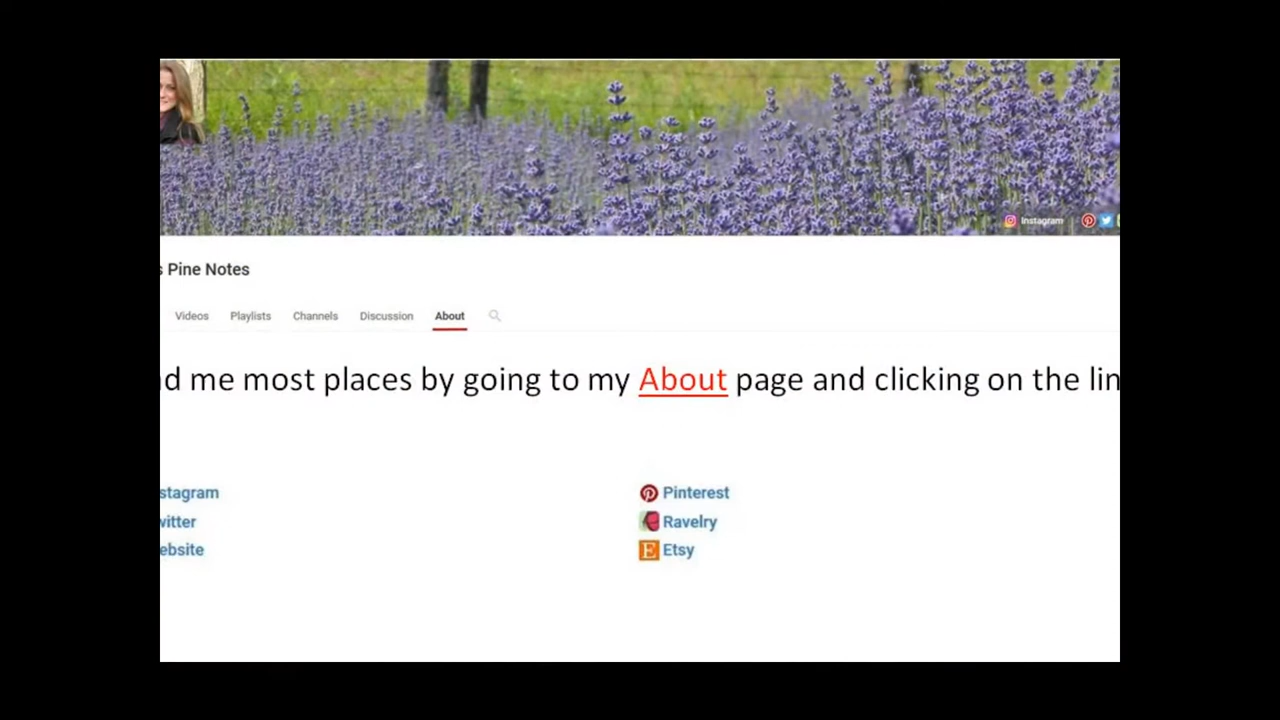 Instagram
s Pine Notes
Videos Playlists Channels Discussion About
d me most places by going to my About page and clicking on the lin
stagram Pinterest
witter Ravelry
ebsite Etsy